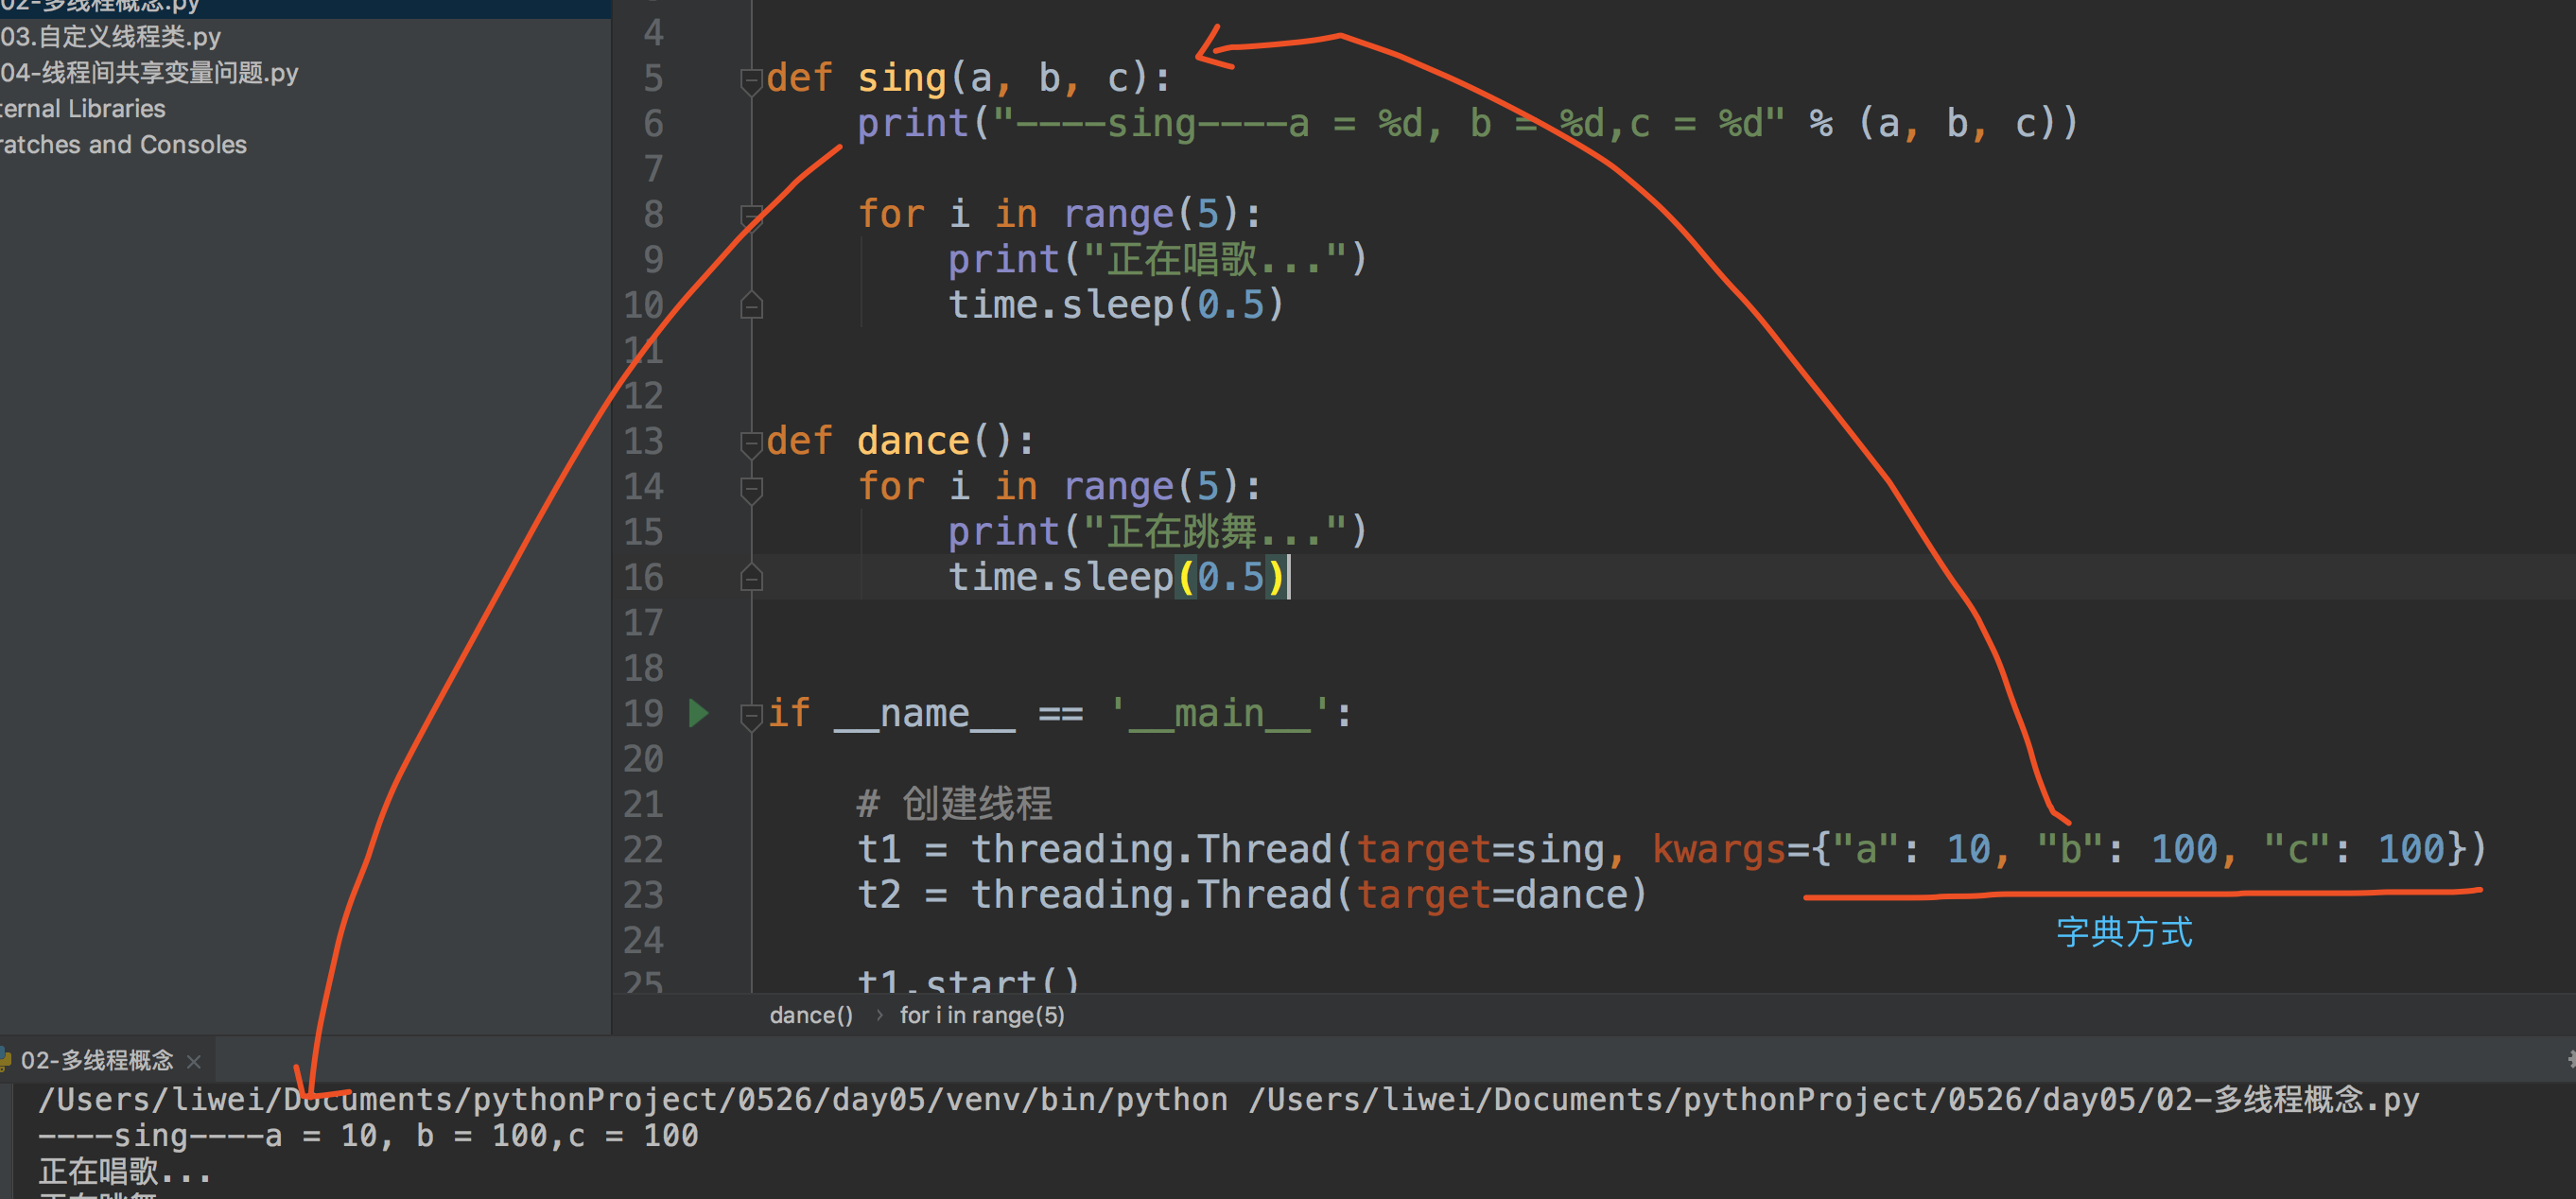 02-多线程概念.py
03.自定义线程类.py
04-线程间共享变量问题.py
ternal Libraries
ratches and Consoles
4
5 def sing(a, b, c):
6 print("----sing----a = %d, b = %d,c = %d" % (a, b, c))
7
8 for i in range(5):
9 print("正在唱歌...")
10 time.sleep(0.5)
11
12
13 def dance():
14 for i in range(5):
15 print("正在跳舞...")
16 time.sleep(0.5)
17
18
19 if __name__ == '__main__':
20
21 # 创建线程
22 t1 = threading.Thread(target=sing, kwargs={"a": 10, "b": 100, "c": 100})
23 t2 = threading.Thread(target=dance)
字典方式
24
25 t1.start()
dance() › for i in range(5)
02-多线程概念
/Users/liwei/Documents/pythonProject/0526/day05/venv/bin/python /Users/liwei/Documents/pythonProject/0526/day05/02-多线程概念.py
----sing----a = 10, b = 100,c = 100
正在唱歌...
正在跳舞